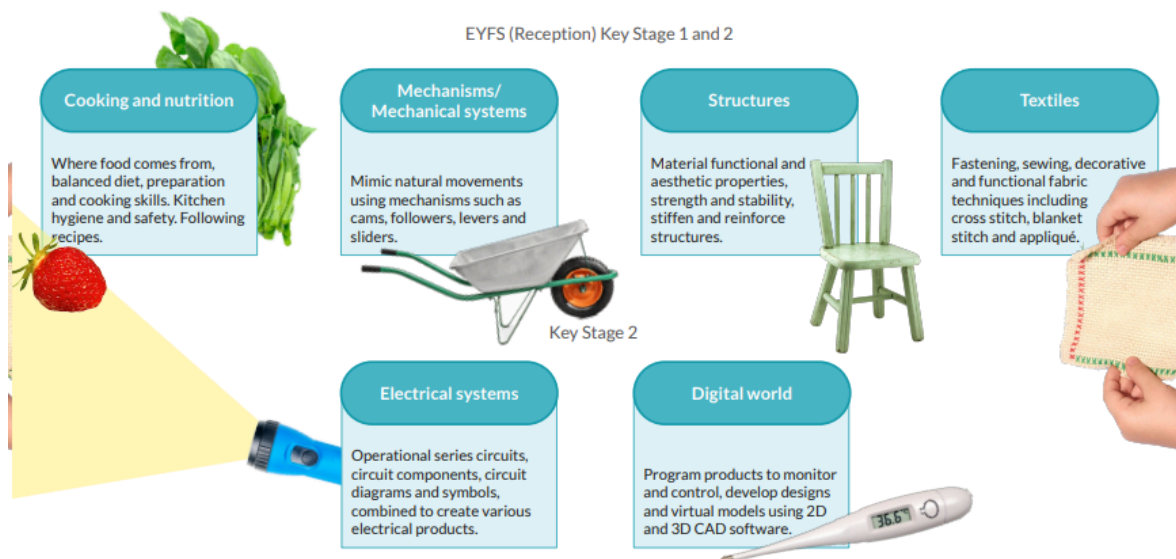 EYFS (Reception) Key Stage 1 and 2
Cooking and nutrition
Where food comes from,
balanced diet, preparation
and cooking skills. Kitchen
hygiene and safety. Following
recipes.
Mechanisms/
Mechanical systems
Mimic natural movements
using mechanisms such as
cams, followers, levers and
sliders.
Structures
Material functional and
aesthetic properties,
strength and stability,
stiffen and reinforce
structures.
Textiles
Fastening, sewing, decorative
and functional fabric
techniques including
cross stitch, blanket
stitch and appliqué.
Key Stage 2
Electrical systems
Operational series circuits,
circuit components, circuit
diagrams and symbols,
combined to create various
electrical products.
Digital world
Program products to monitor
and control, develop designs
and virtual models using 2D
and 3D CAD software.
36.6°C